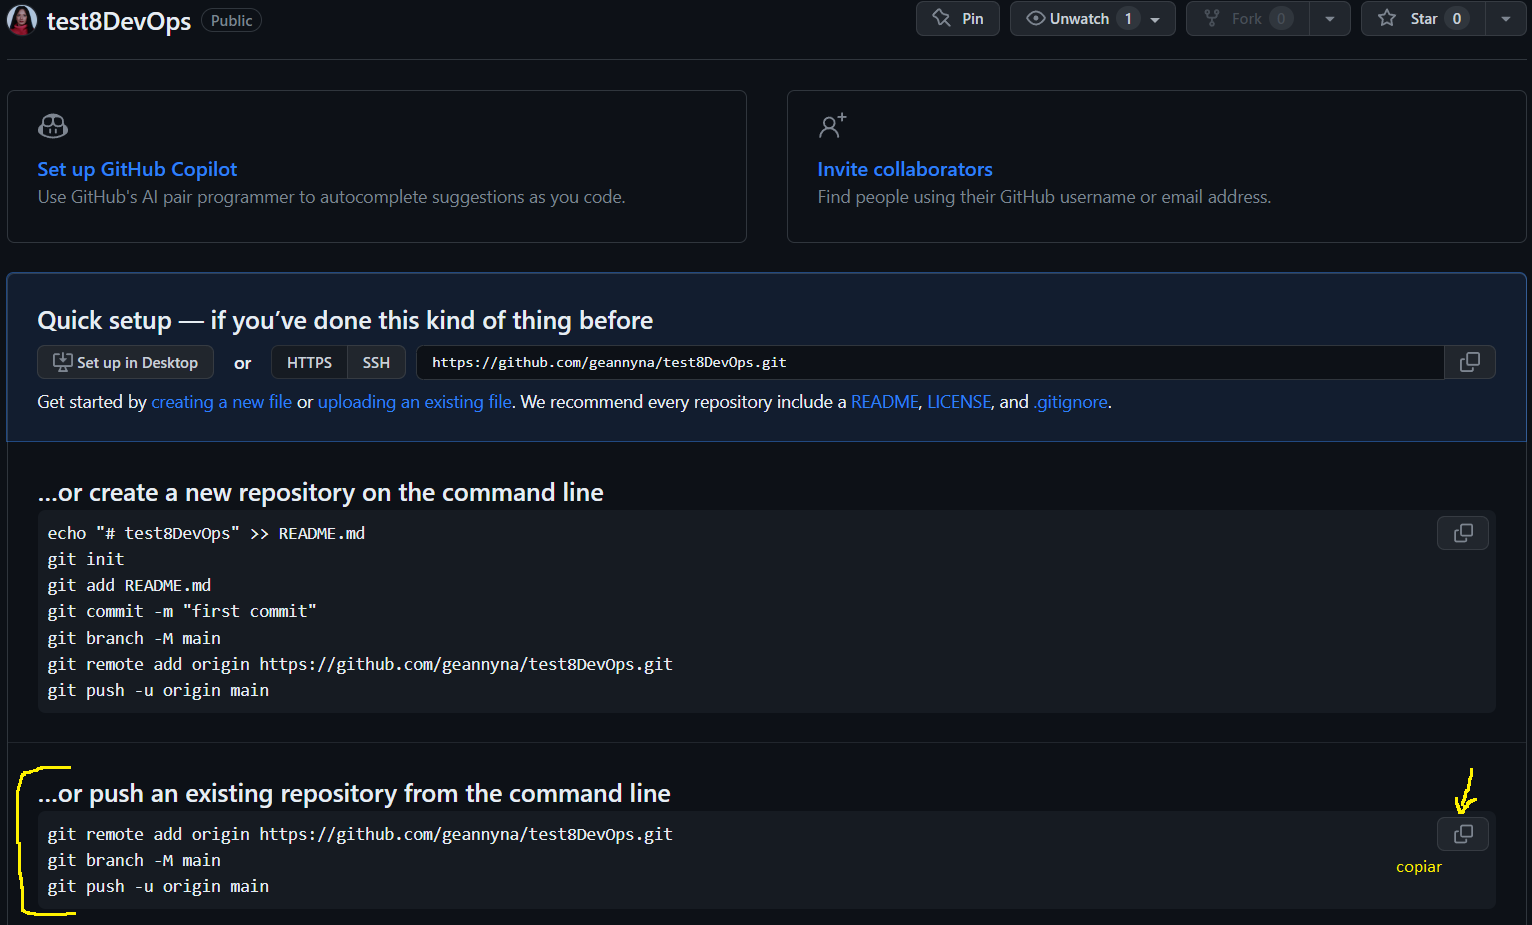 test8DevOps Public Pin Unwatch 1 Fork 0 Star 0
Set up GitHub Copilot
Use GitHub's AI pair programmer to autocomplete suggestions as you code.
Invite collaborators
Find people using their GitHub username or email address.
Quick setup — if you’ve done this kind of thing before
Set up in Desktop or HTTPS SSH https://github.com/geannyna/test8DevOps.git
Get started by creating a new file or uploading an existing file. We recommend every repository include a README, LICENSE, and .gitignore.
…or create a new repository on the command line
echo "# test8DevOps" >> README.md
git init
git add README.md
git commit -m "first commit"
git branch -M main
git remote add origin https://github.com/geannyna/test8DevOps.git
git push -u origin main
…or push an existing repository from the command line
git remote add origin https://github.com/geannyna/test8DevOps.git
git branch -M main
git push -u origin main
copiar